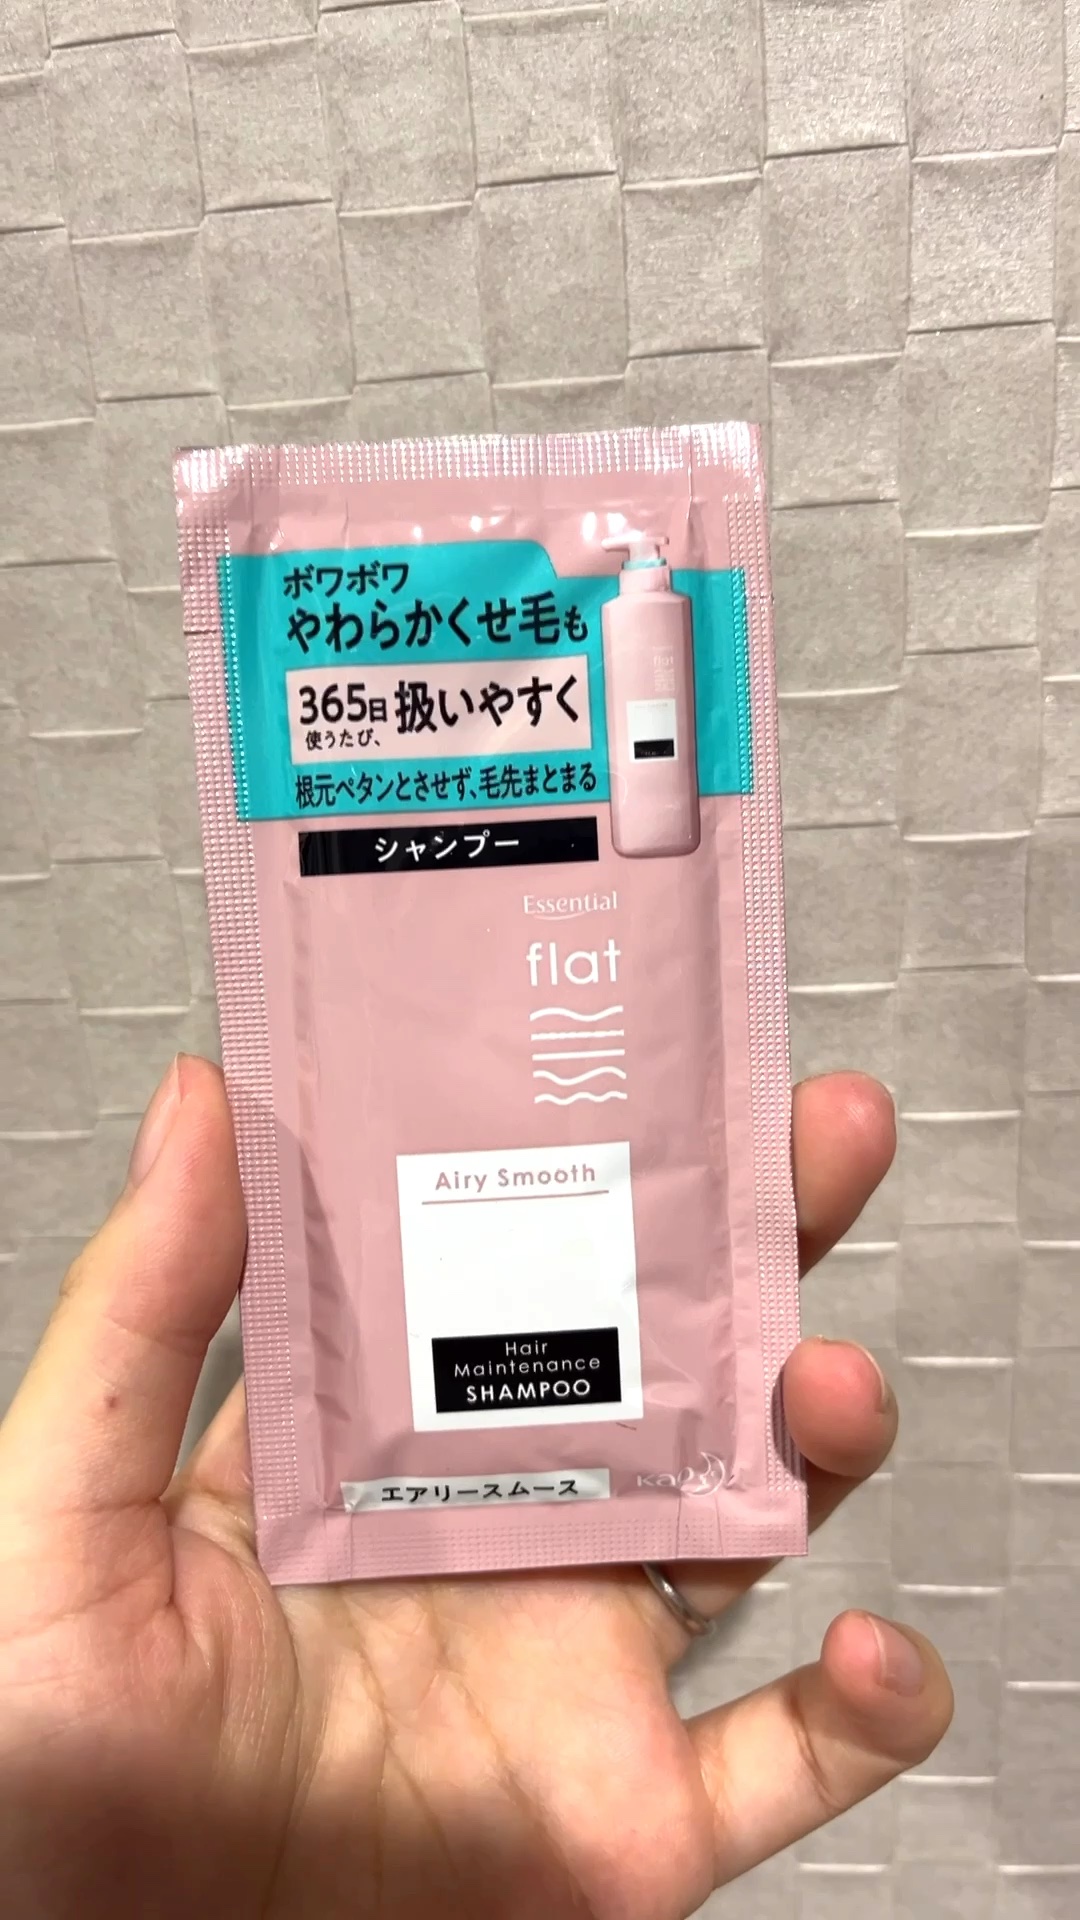 ボワボワ
やわらかくせ毛も
365日扱いやすく
使うたび、
根元ペタンとさせず、毛先まとまる
シャンプー
flat
Essential
flat
Airy Smooth
Hair
Maintenance
SHAMPOO
エアリースムース
Kao